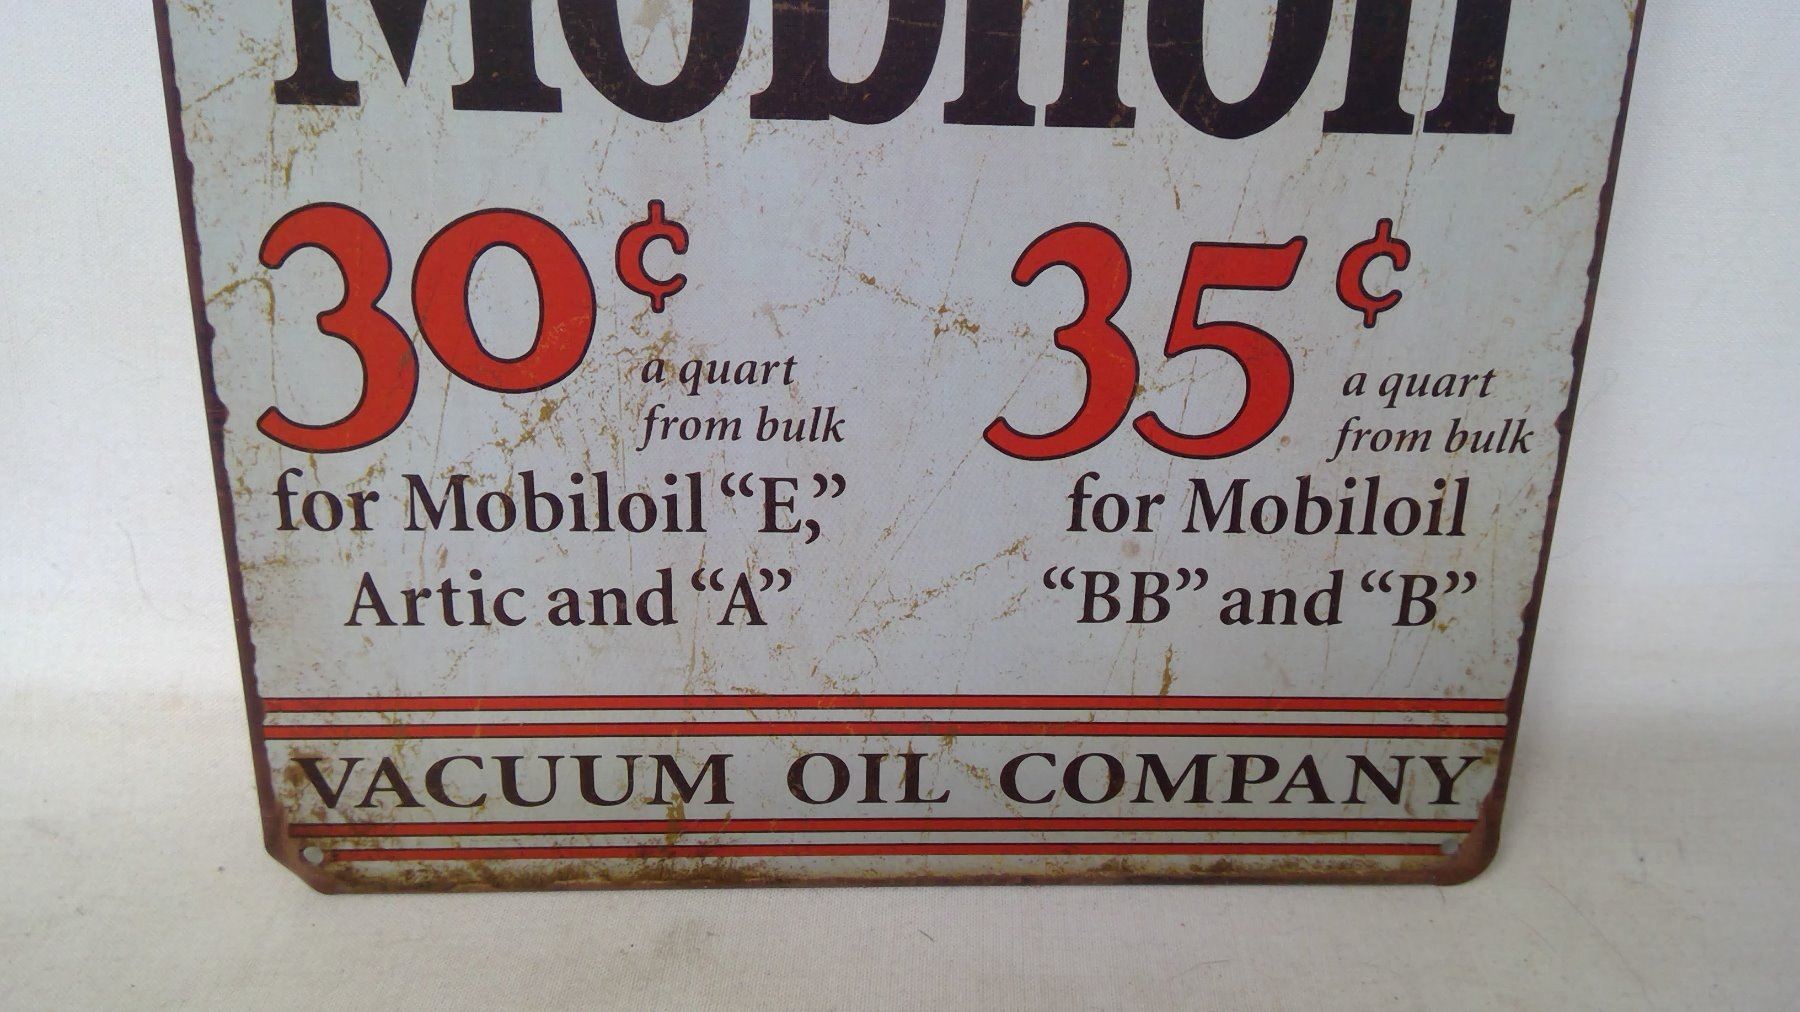 Mobiloil
30¢ a quart
from bulk
for Mobiloil “E,”
Artic and “A”
35¢ a quart
from bulk
for Mobiloil
“BB” and “B”
VACUUM OIL COMPANY